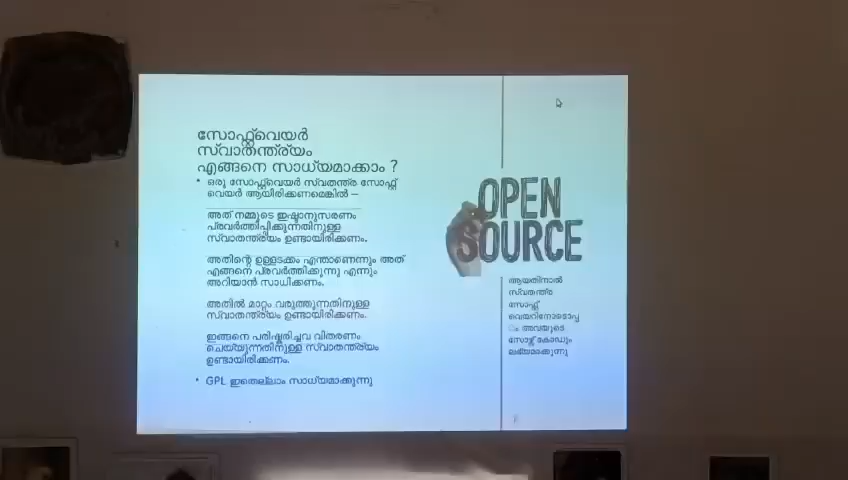 സോഫ്റ്റ്‌വെയർ
സ്വാതന്ത്ര്യം
എങ്ങനെ സാധ്യമാക്കാം ?
• ഒരു സോഫ്റ്റ്‌വെയർ സ്വതന്ത്ര സോഫ്റ്റ്
വെയർ ആയിരിക്കണമെങ്കിൽ –
അത് നമ്മുടെ ഇഷ്ടാനുസരണം
പ്രവർത്തിപ്പിക്കുന്നതിനുള്ള
സ്വാതന്ത്ര്യം ഉണ്ടായിരിക്കണം.
അതിന്റെ ഉള്ളടക്കം എന്താണെന്നും അത്
എങ്ങനെ പ്രവർത്തിക്കുന്നു എന്നും
അറിയാൻ സാധിക്കണം.
അതിൽ മാറ്റം വരുത്തുന്നതിനുള്ള
സ്വാതന്ത്ര്യം ഉണ്ടായിരിക്കണം.
ഇങ്ങനെ പരിഷ്കരിച്ചവ വിതരണം
ചെയ്യുന്നതിനുള്ള സ്വാതന്ത്ര്യം
ഉണ്ടായിരിക്കണം.
• GPL ഇതെല്ലാം സാധ്യമാക്കുന്നു
OPEN
SOURCE
ആയതിനാൽ
സ്വതന്ത്ര
സോഫ്റ്റ്
വെയറിനോടൊപ്പ
ം അവയുടെ
സോഴ്സ് കോഡും
ലഭ്യമാക്കുന്നു